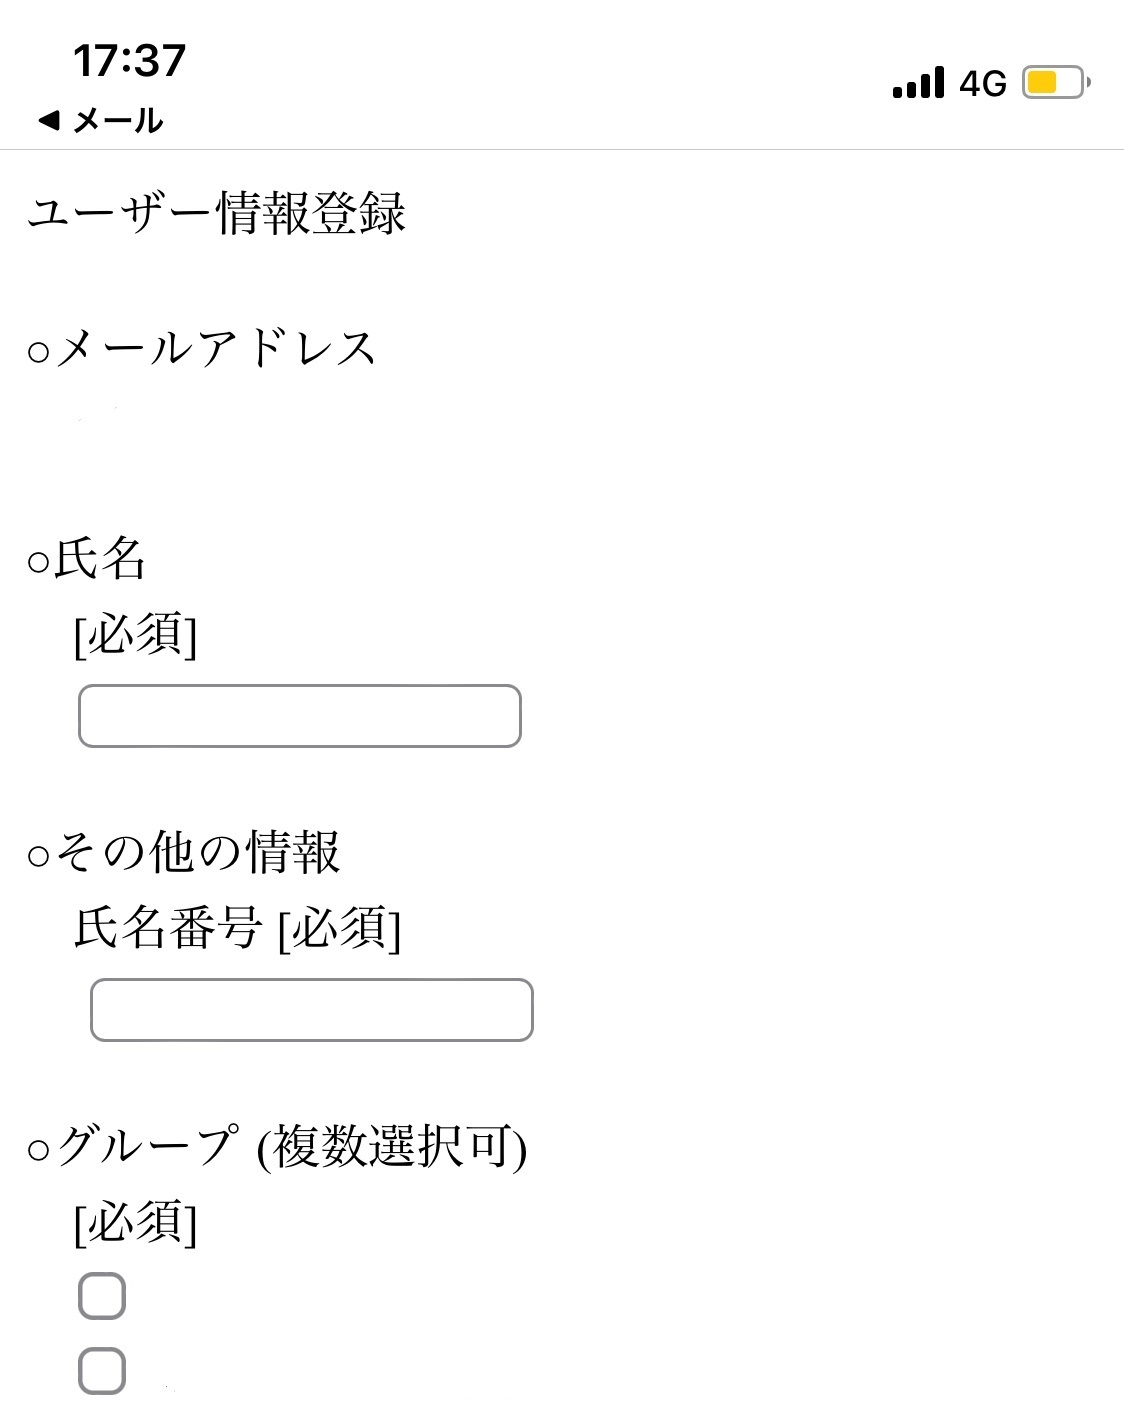 17:37
4G
◀ メール
ユーザー情報登録
○メールアドレス
○氏名
[必須]
○その他の情報
氏名番号 [必須]
○グループ (複数選択可)
[必須]